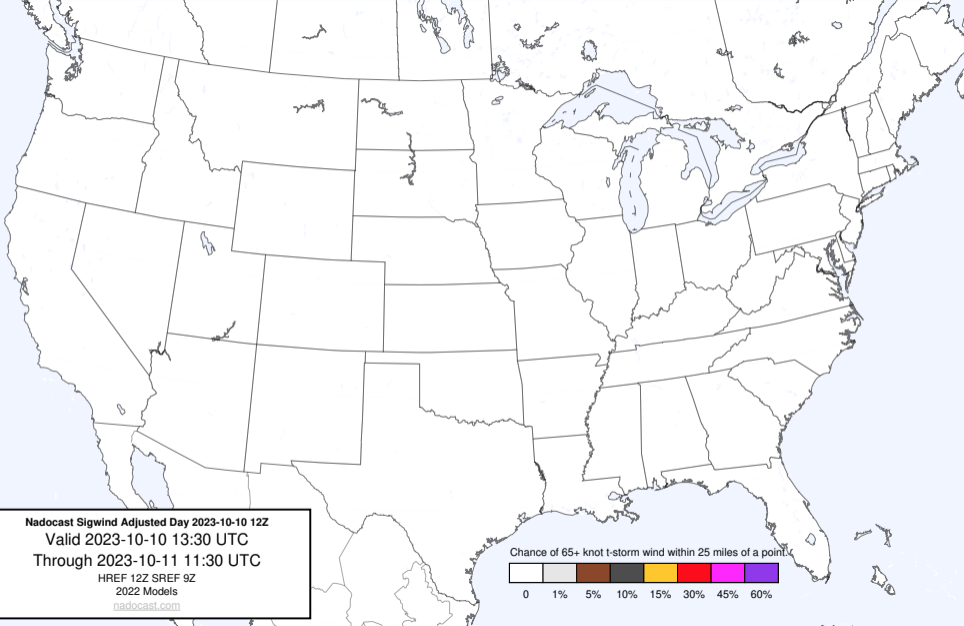 Nadocast Sigwind Adjusted Day 2023-10-10 12Z
Valid 2023-10-10 13:30 UTC
Through 2023-10-11 11:30 UTC
HREF 12Z SREF 9Z
2022 Models
nadocast.com
Chance of 65+ knot t-storm wind within 25 miles of a point.
0 1% 5% 10% 15% 30% 45% 60%